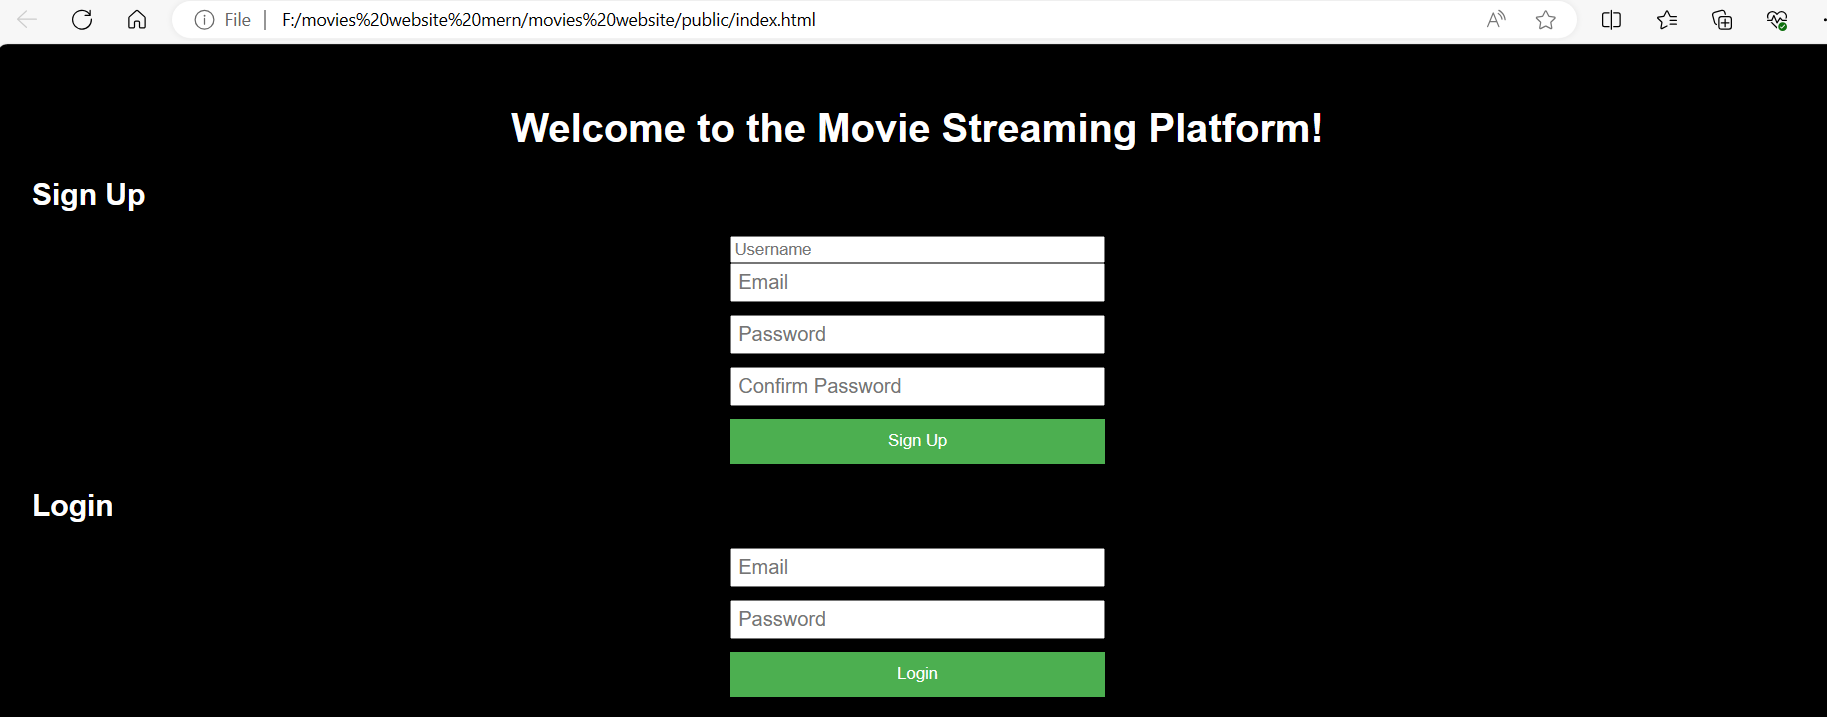 File F:/movies%20website%20mern/movies%20website/public/index.html
Welcome to the Movie Streaming Platform!
Sign Up
Username
Email
Password
Confirm Password
Sign Up
Login
Email
Password
Login